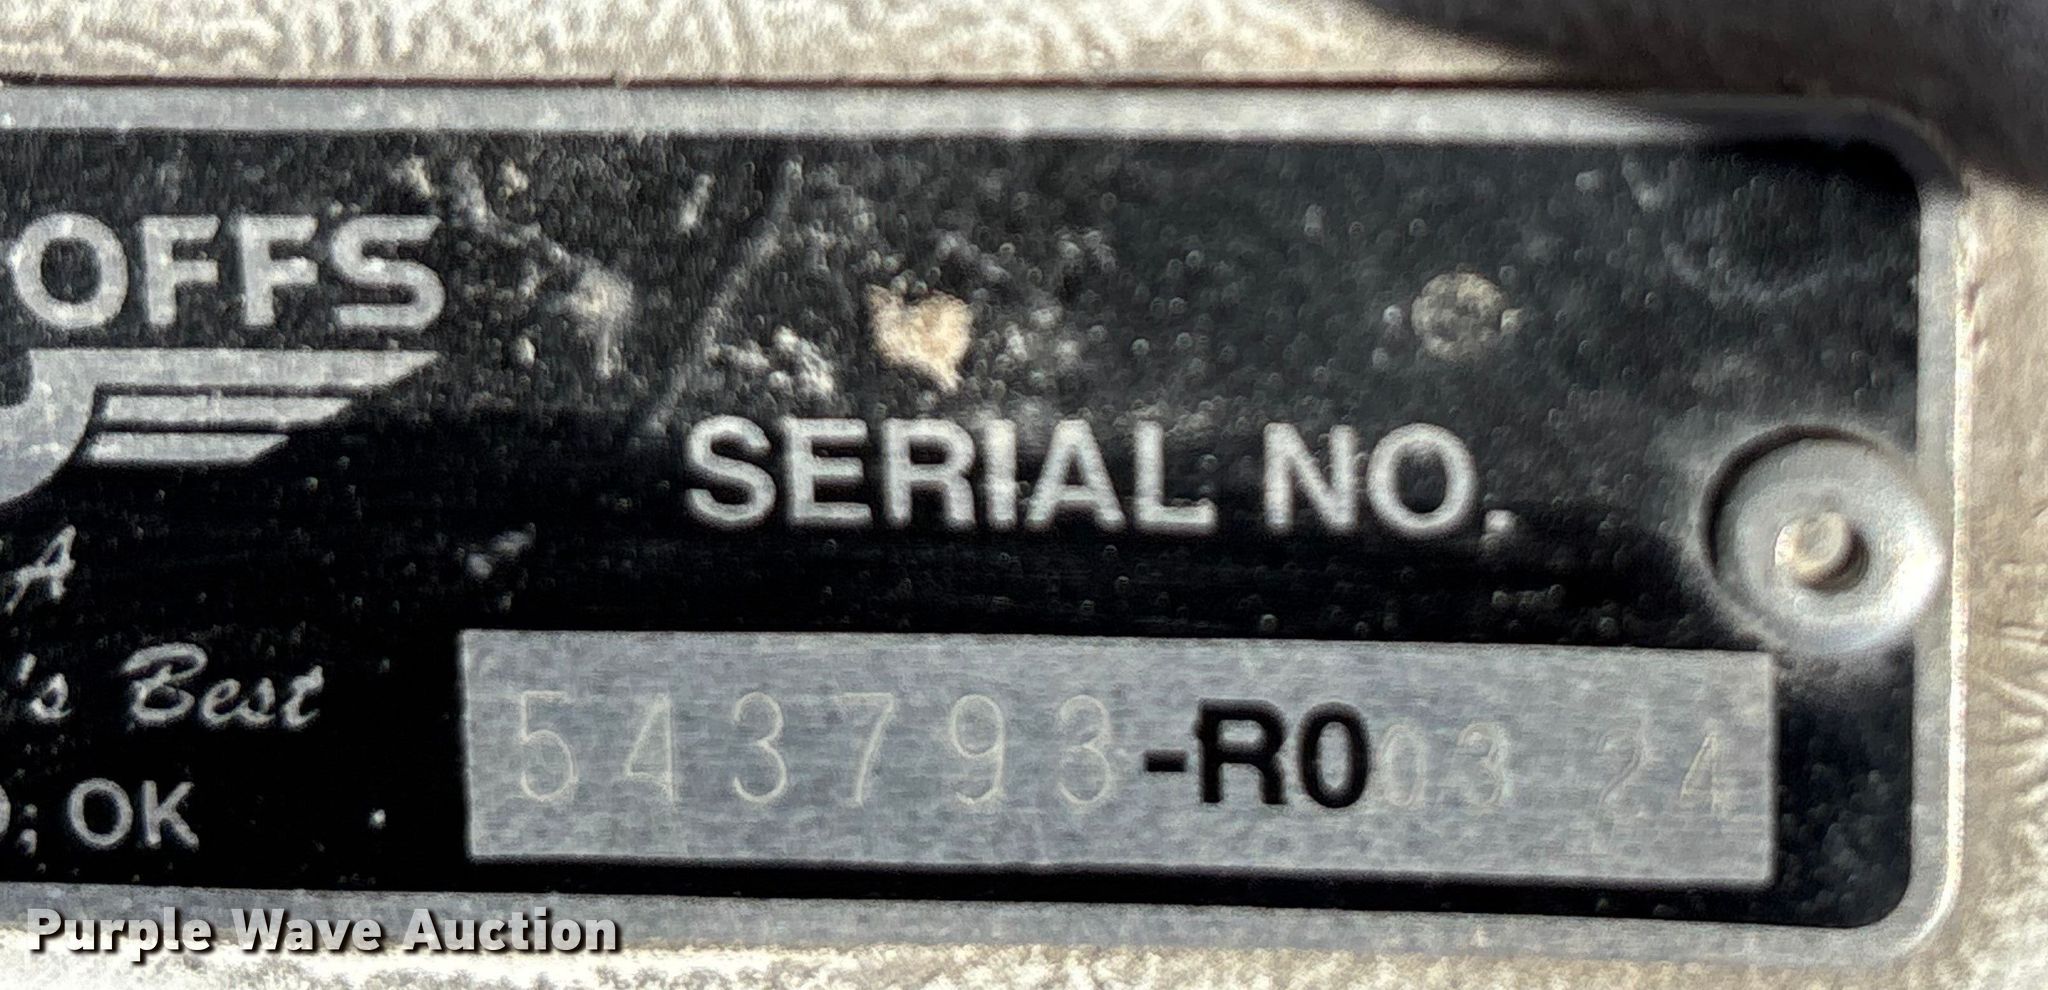 OFFS
SERIAL NO.
A
's Best
543793-R003 24
; OK
Purple Wave Auction